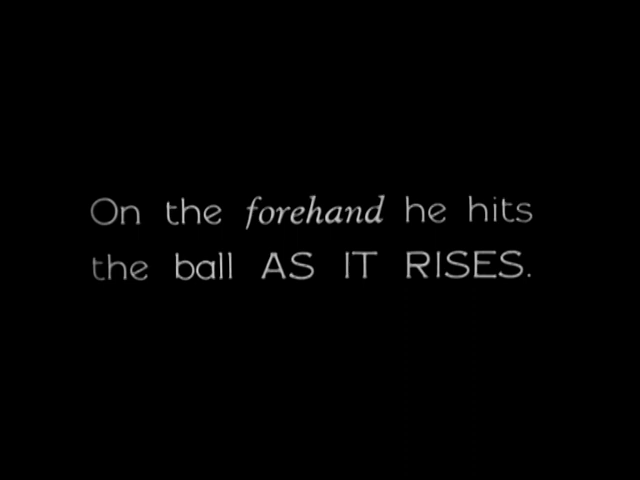 On the forehand he hits
the ball AS IT RISES.